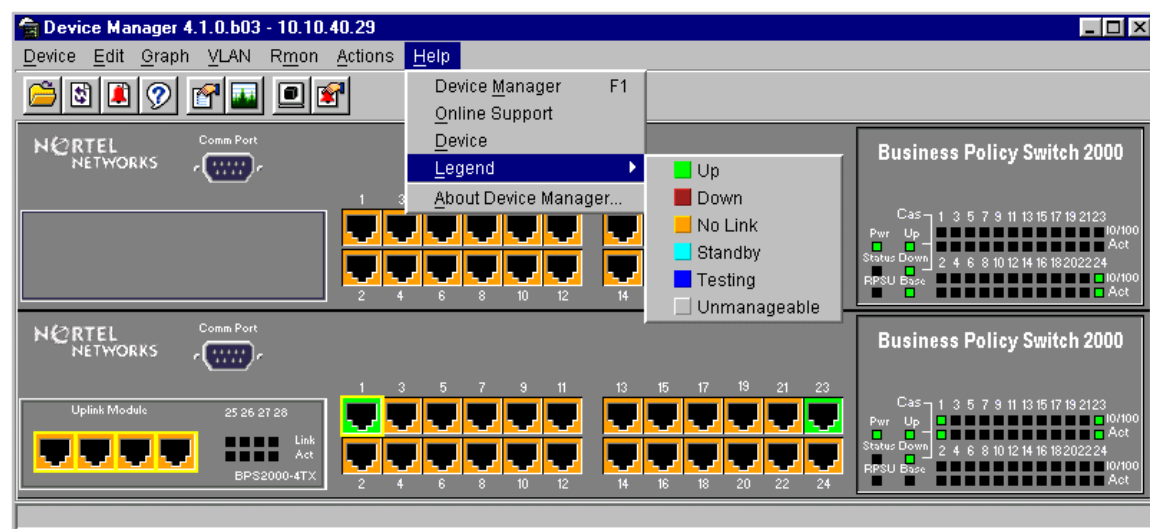 Device Manager 4.1.0.b03 - 10.10.40.29
Device Edit Graph VLAN Rmon Actions Help
Device Manager F1
Online Support
Device
Legend
About Device Manager...
Up
Down
No Link
Standby
Testing
Unmanageable
NORTEL
NETWORKS
Comm Port
1 3
2 4 6 8 10 12 14
Business Policy Switch 2000
Cas 1 3 5 7 9 11 13 15 17 19 21 23
Pwr Up 10/100
Act
Status Down 2 4 6 8 10 12 14 16 18 20 22 24
RPSU Base 10/100
Act
NORTEL
NETWORKS
Comm Port
Uplink Module 25 26 27 28
Link
Act
BPS2000-4TX
1 3 5 7 9 11 13 15 17 19 21 23
2 4 6 8 10 12 14 16 18 20 22 24
Business Policy Switch 2000
Cas 1 3 5 7 9 11 13 15 17 19 21 23
Pwr Up 10/100
Act
Status Down 2 4 6 8 10 12 14 16 18 20 22 24
RPSU Base 10/100
Act